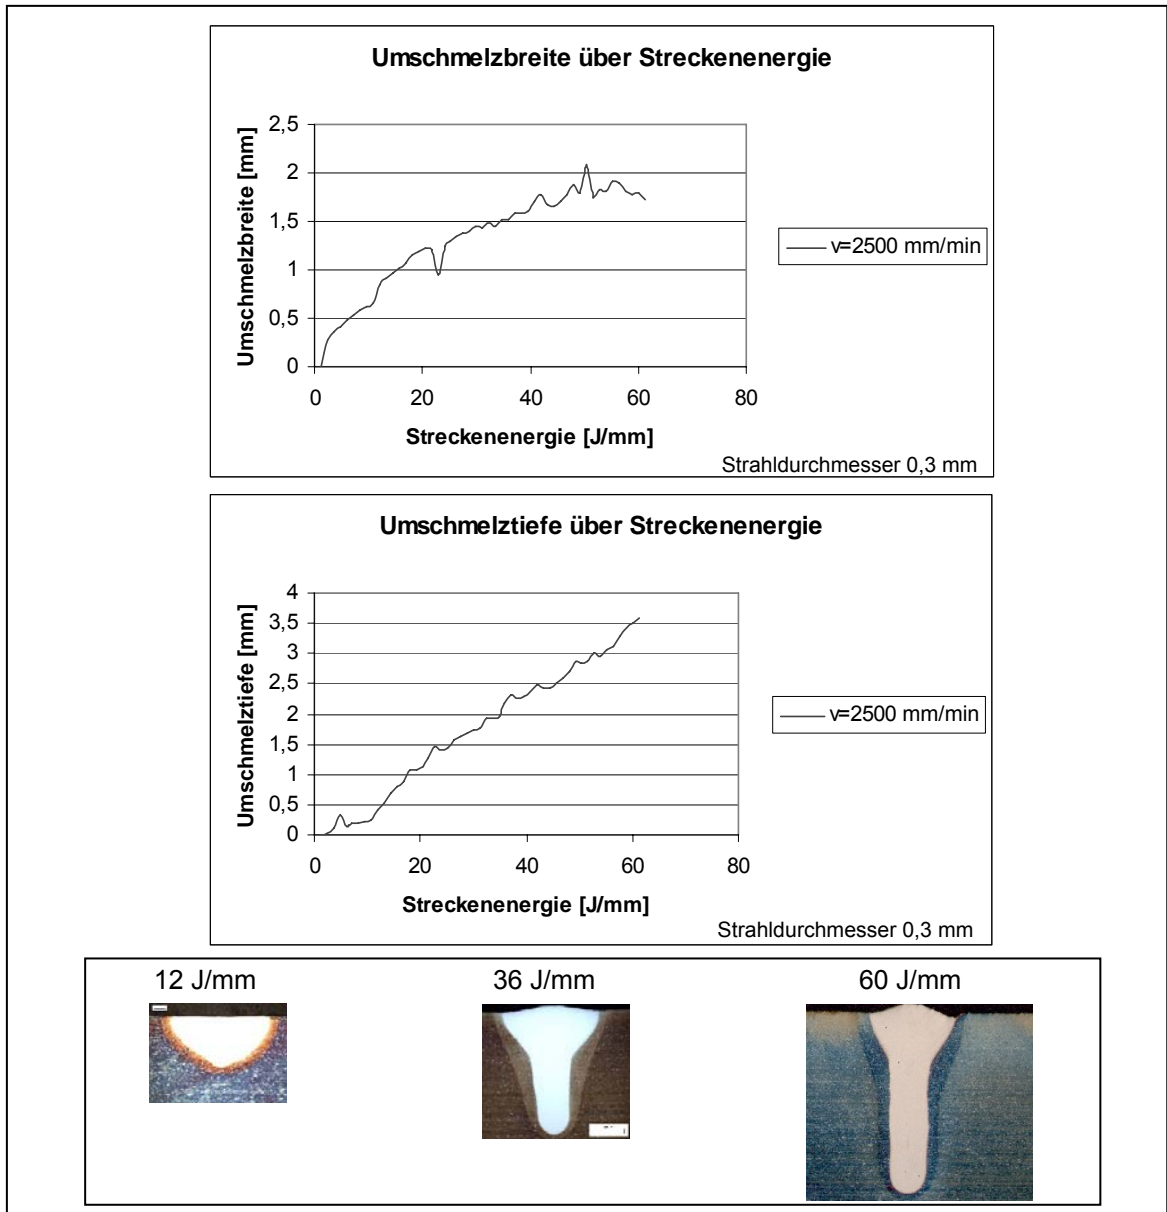 Umschmelzbreite über Streckenenergie
Umschmelzbreite [mm]
2,5
2
1,5
1
0,5
0
0 20 40 60 80
Streckenenergie [J/mm]
v=2500 mm/min
Strahldurchmesser 0,3 mm
Umschmelztiefe über Streckenenergie
Umschmelztiefe [mm]
4
3,5
3
2,5
2
1,5
1
0,5
0
0 20 40 60 80
Streckenenergie [J/mm]
v=2500 mm/min
Strahldurchmesser 0,3 mm
12 J/mm 36 J/mm 60 J/mm